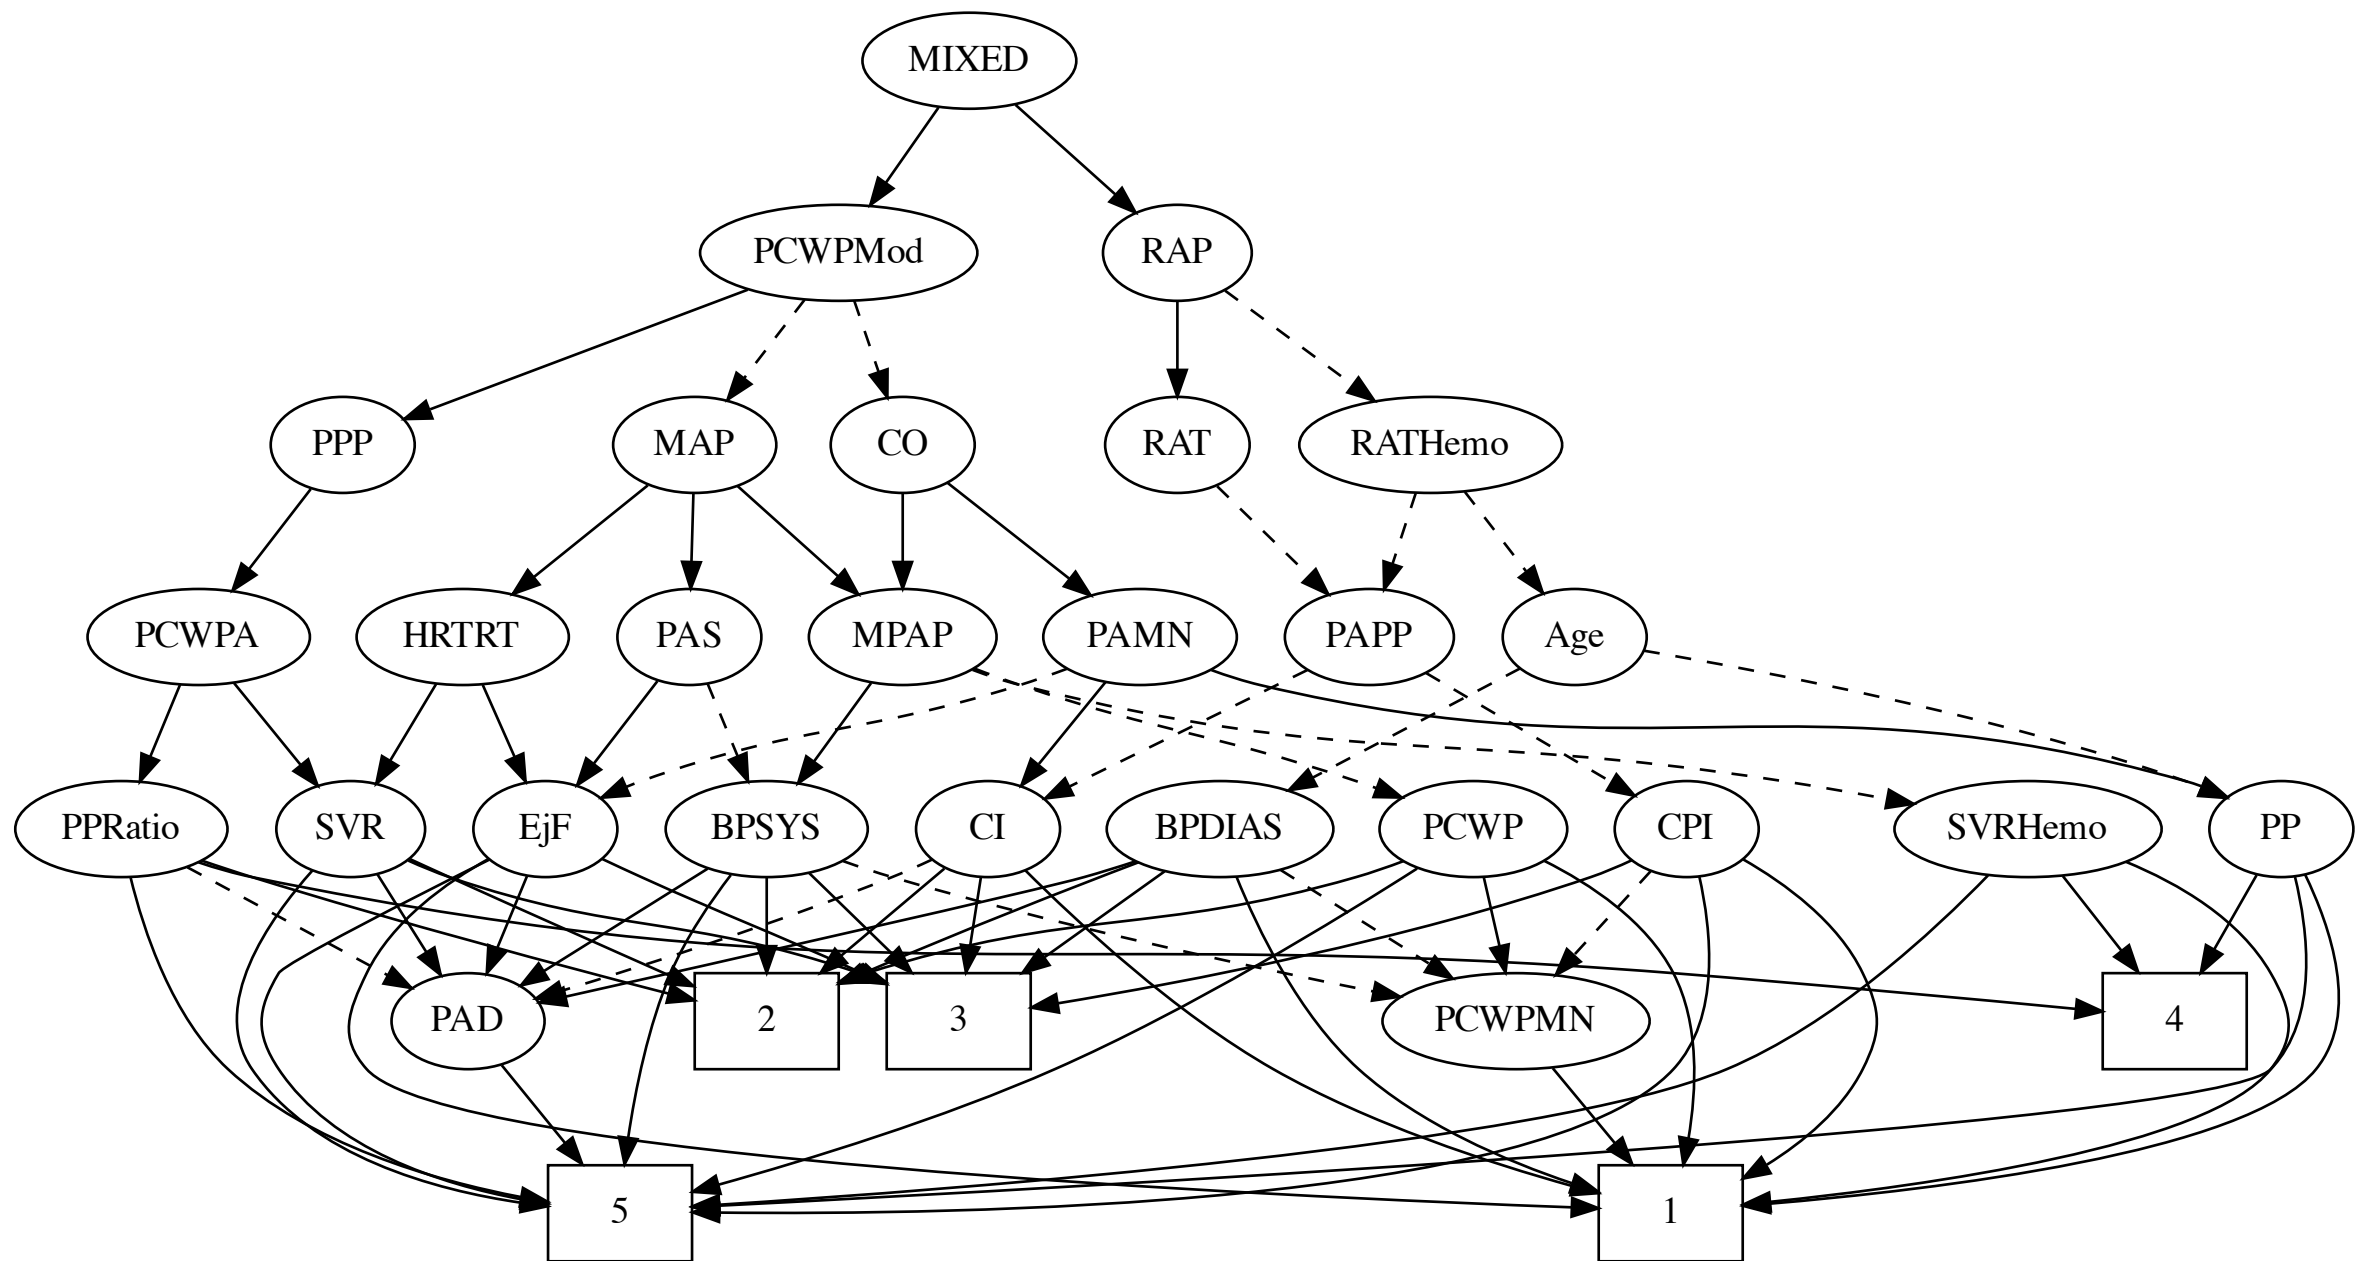 MIXED
PCWPMod
RAP
PPP
MAP
CO
RAT
RATHemo
PCWPA
HRTRT
PAS
MPAP
PAMN
PAPP
Age
PPRatio
SVR
EjF
BPSYS
CI
BPDIAS
PCWP
CPI
SVRHemo
PP
PAD
2
3
PCWPMN
4
5
1